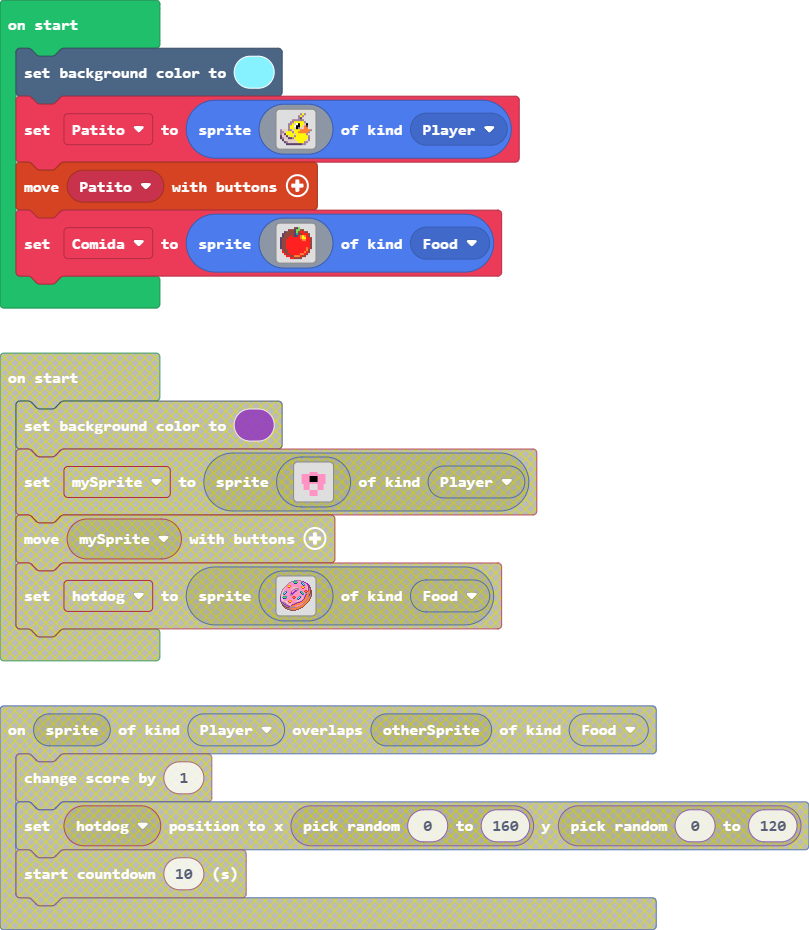 on start
set background color to
set Patito to sprite of kind Player
move Patito with buttons
set Comida to sprite of kind Food
on start
set background color to
set mySprite to sprite of kind Player
move mySprite with buttons
set hotdog to sprite of kind Food
on sprite of kind Player overlaps otherSprite of kind Food
change score by 1
set hotdog position to x pick random 0 to 160 y pick random 0 to 120
start countdown 10 (s)